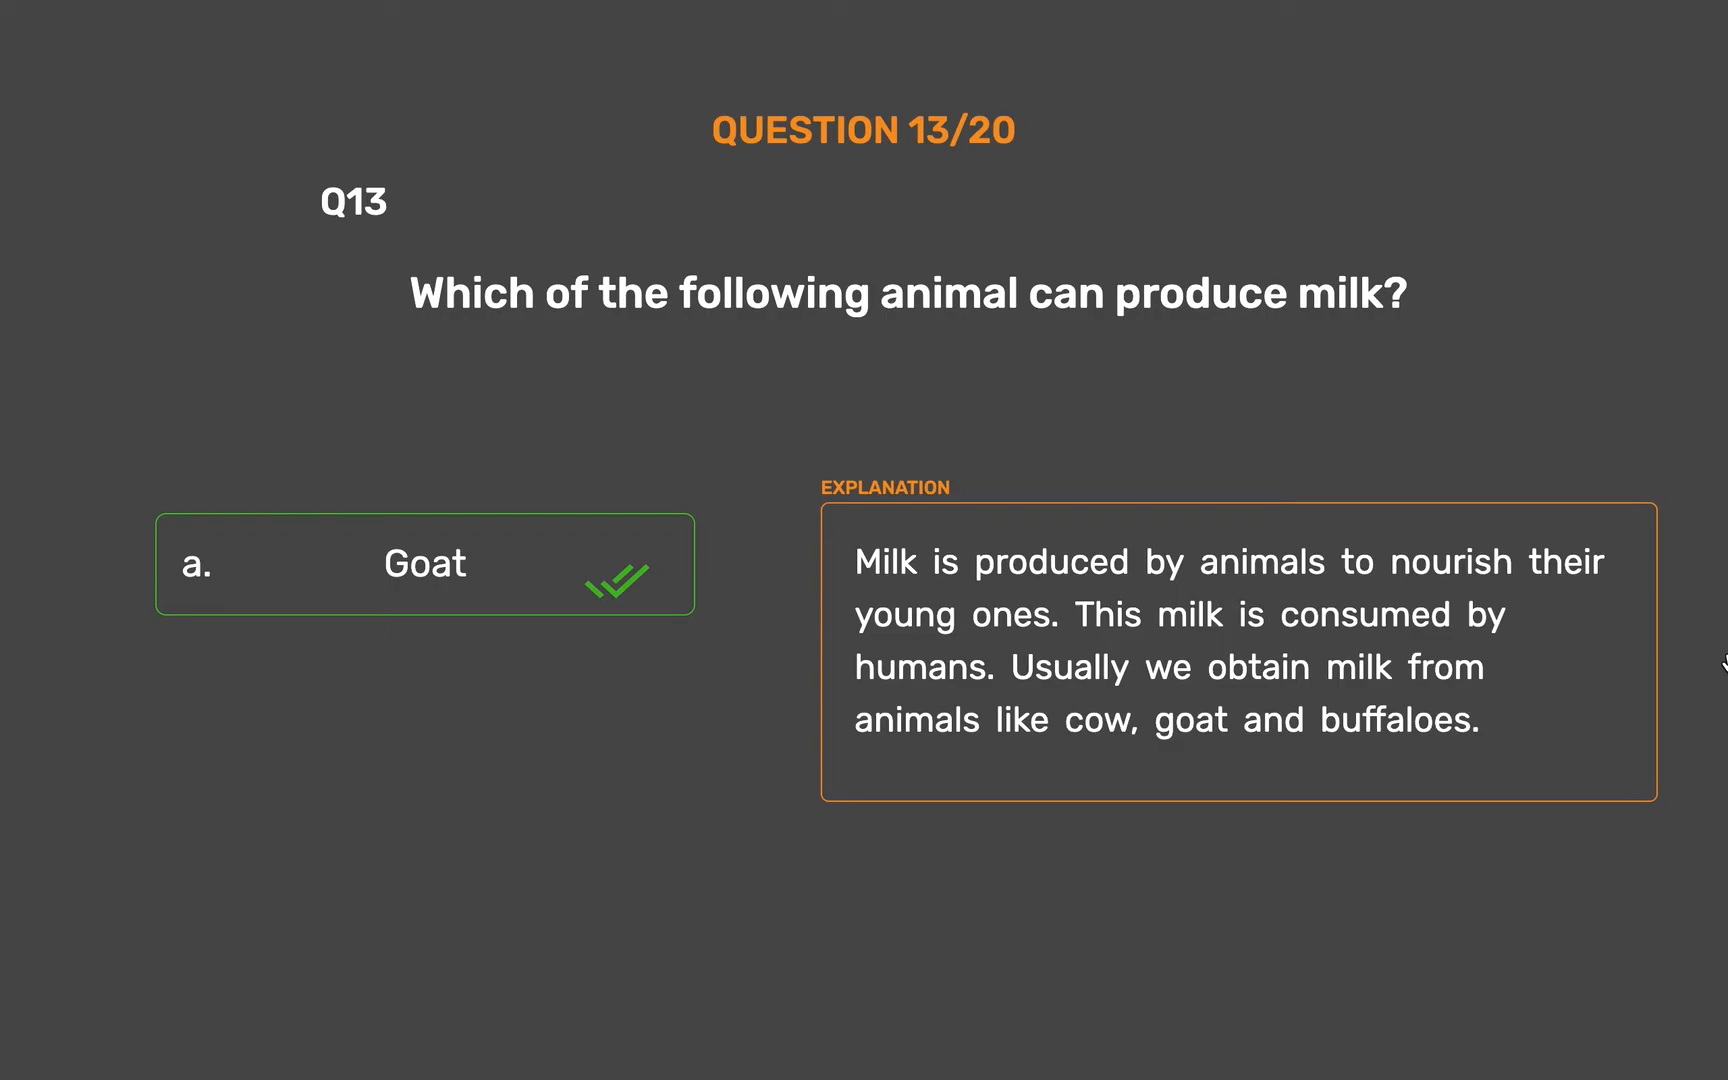 QUESTION 13/20
Q13
Which of the following animal can produce milk?
a. Goat
EXPLANATION
Milk is produced by animals to nourish their
young ones. This milk is consumed by
humans. Usually we obtain milk from
animals like cow, goat and buffaloes.